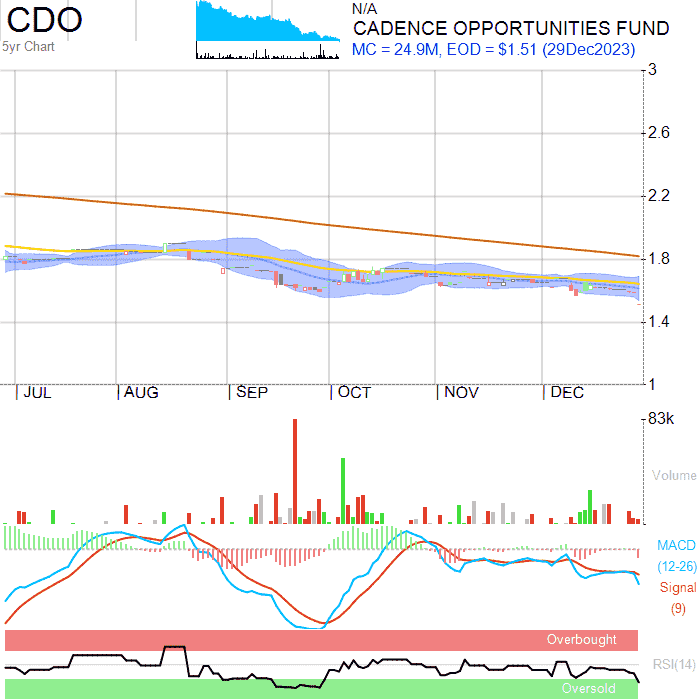 CDO
5yr Chart
N/A
CADENCE OPPORTUNITIES FUND
MC = 24.9M, EOD = $1.51 (29Dec2023)
3
2.6
2.2
1.8
1.4
1
JUL AUG SEP OCT NOV DEC
83k
Volume
MACD
(12-26)
Signal
(9)
Overbought
RSI(14)
Oversold